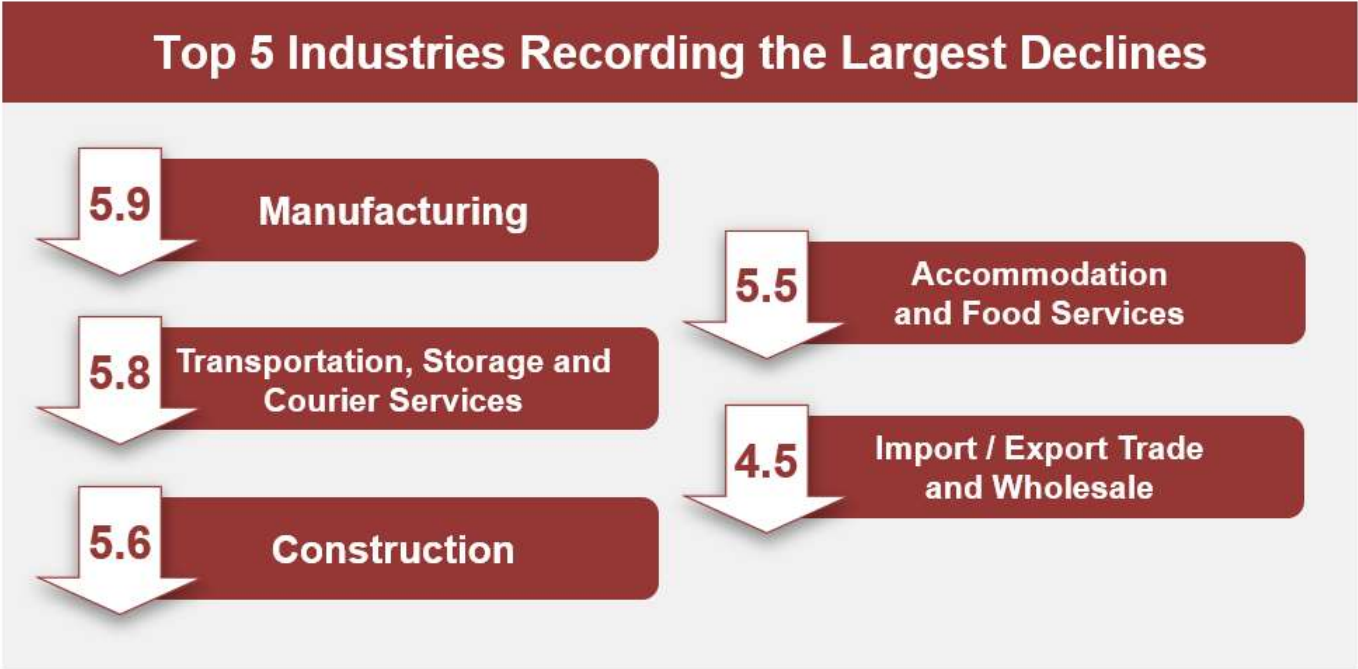 Top 5 Industries Recording the Largest Declines
5.9
Manufacturing
5.8
Transportation, Storage and
Courier Services
5.6
Construction
5.5
Accommodation
and Food Services
4.5
Import / Export Trade
and Wholesale